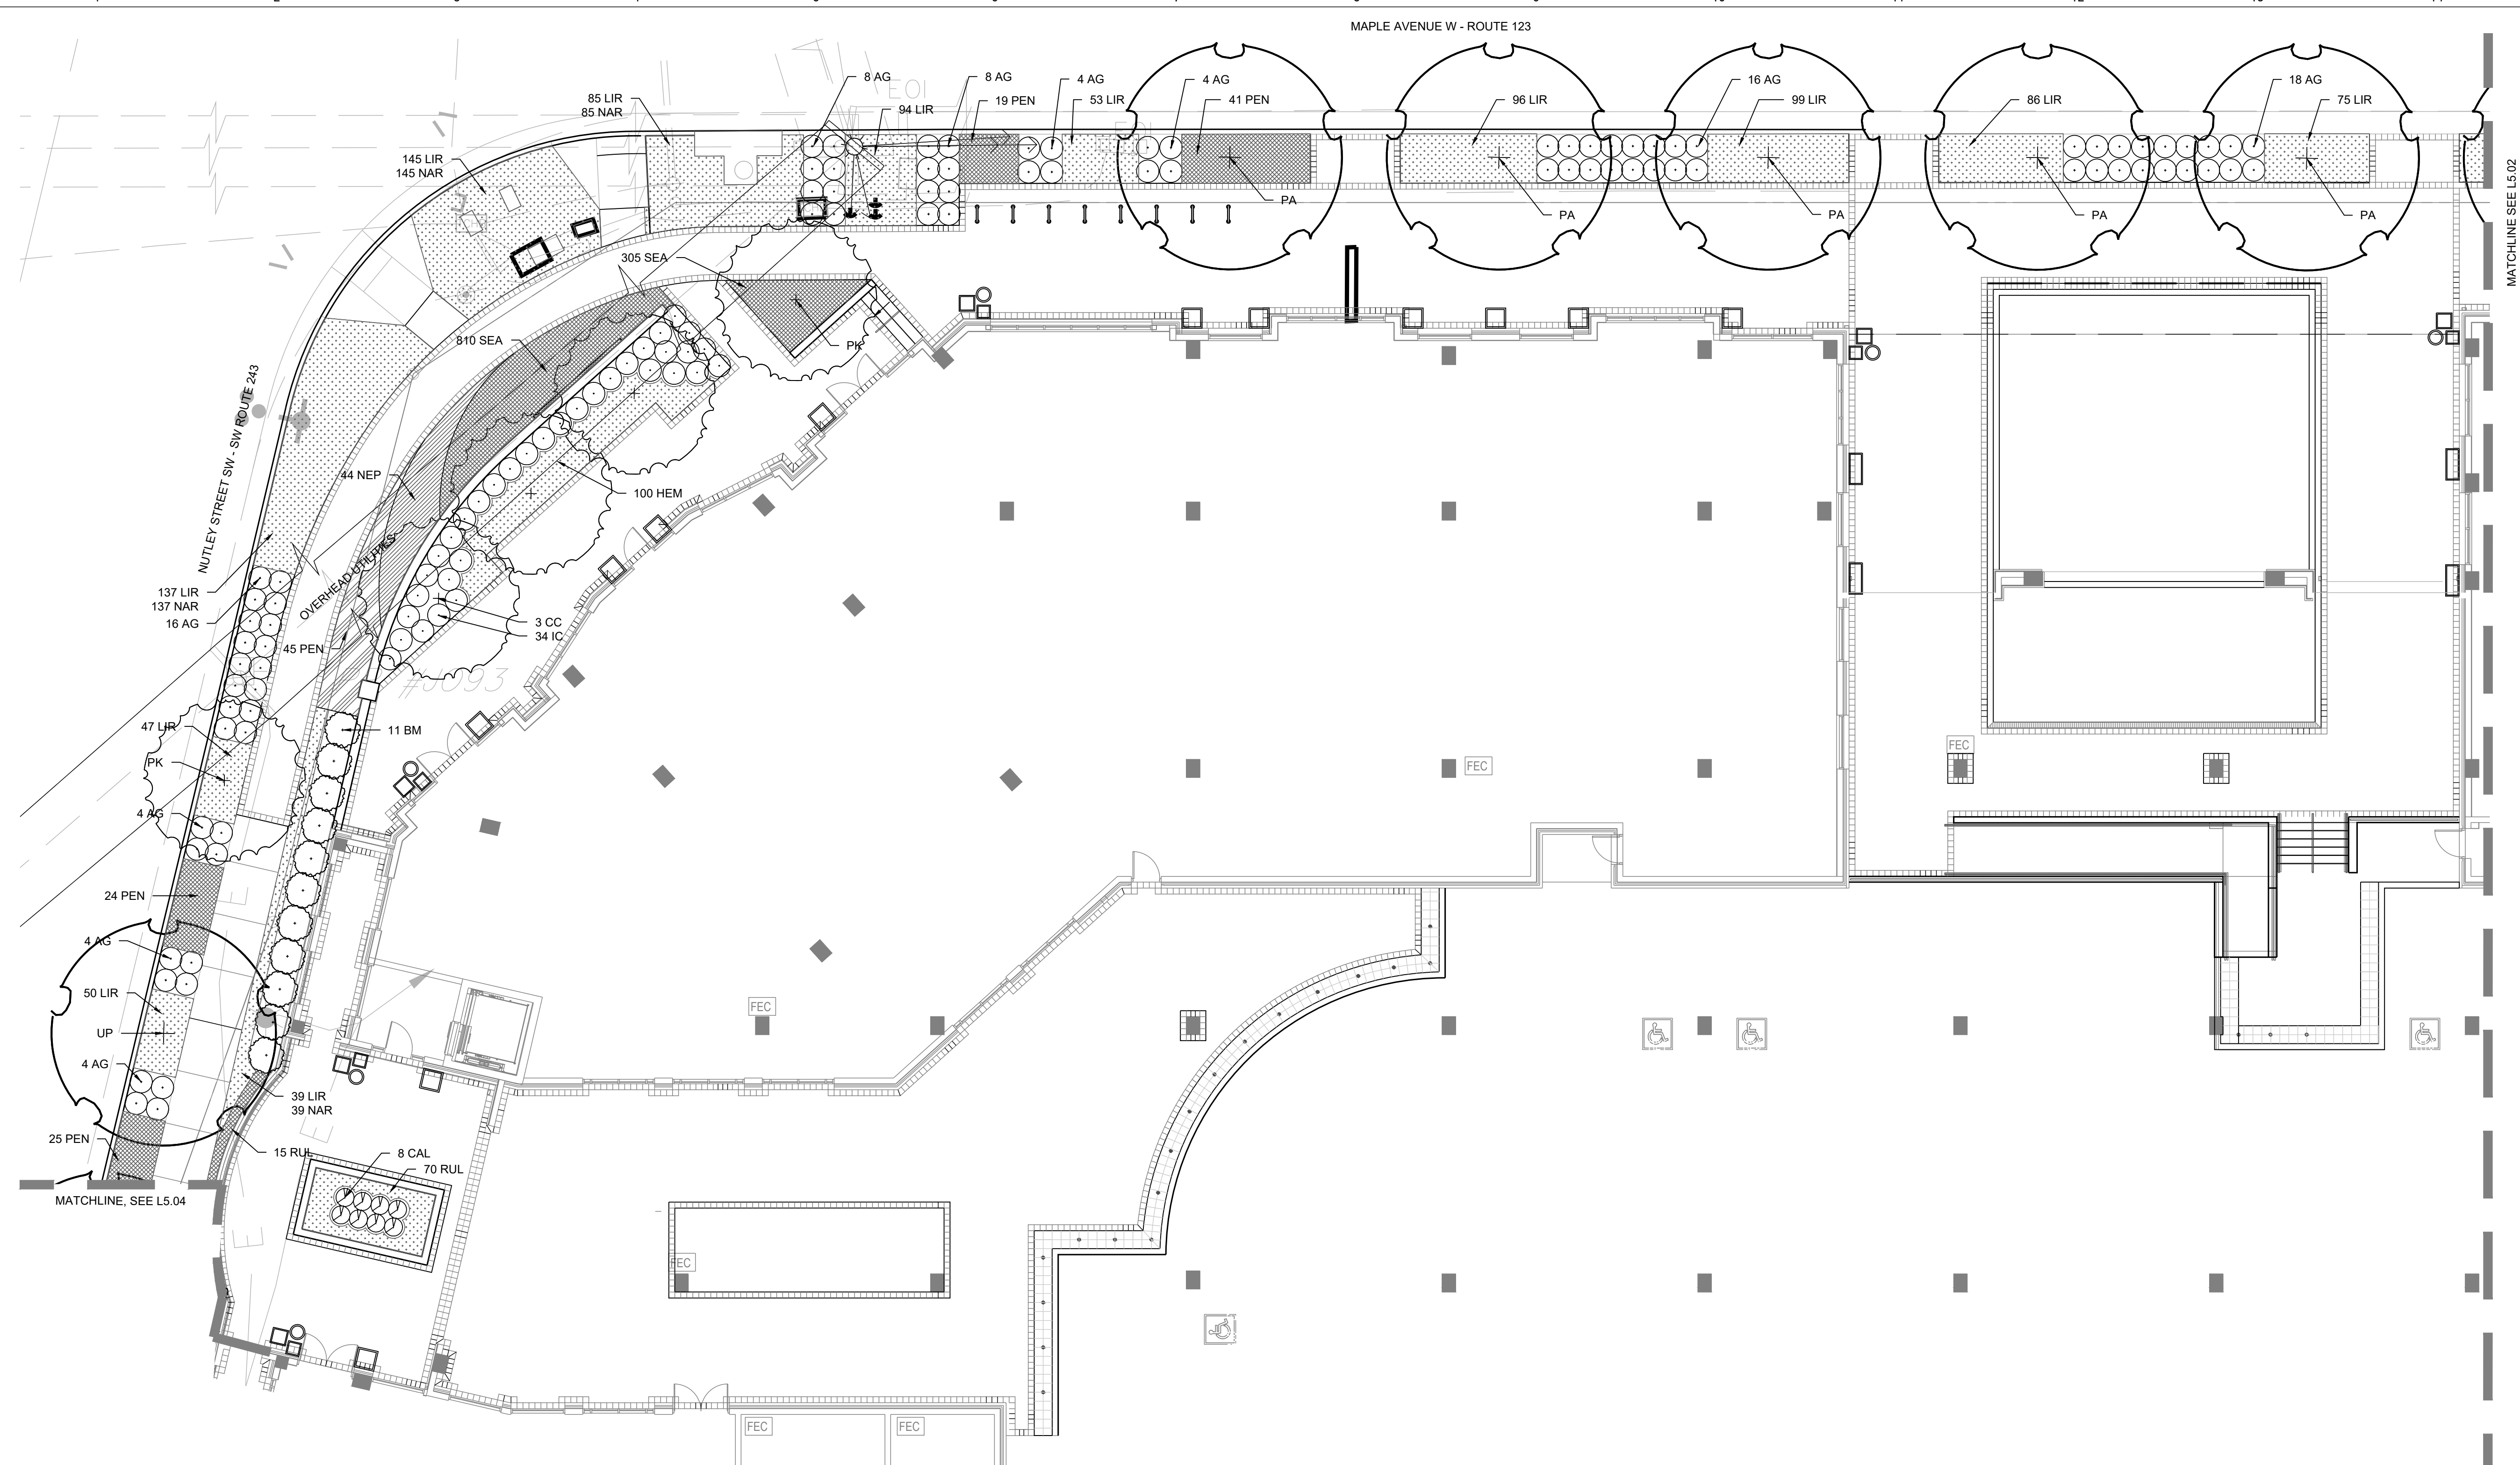 MAPLE AVENUE W - ROUTE 123
8 AG
8 AG
4 AG
4 AG
16 AG
18 AG
85 LIR
85 NAR
94 LIR
19 PEN
53 LIR
41 PEN
96 LIR
99 LIR
86 LIR
75 LIR
EOI
EOI
145 LIR
145 NAR
MATCHLINE SEE L5.02
PA
PA
PA
PA
PA
305 SEA
810 SEA
PK
NUTLEY STREET SW - SW ROUTE 243
44 NEP
100 HEM
OVERHEAD UTILITIES
137 LIR
137 NAR
16 AG
3 CC
34 IC
45 PEN
47 LIR
11 BM
PK
FEC
FEC
4 AG
24 PEN
E
4 AG
50 LIR
FEC
UP
4 AG
39 LIR
39 NAR
E
25 PEN
15 RUL
8 CAL
70 RUL
MATCHLINE, SEE L5.04
E
FEC
FEC
FEC